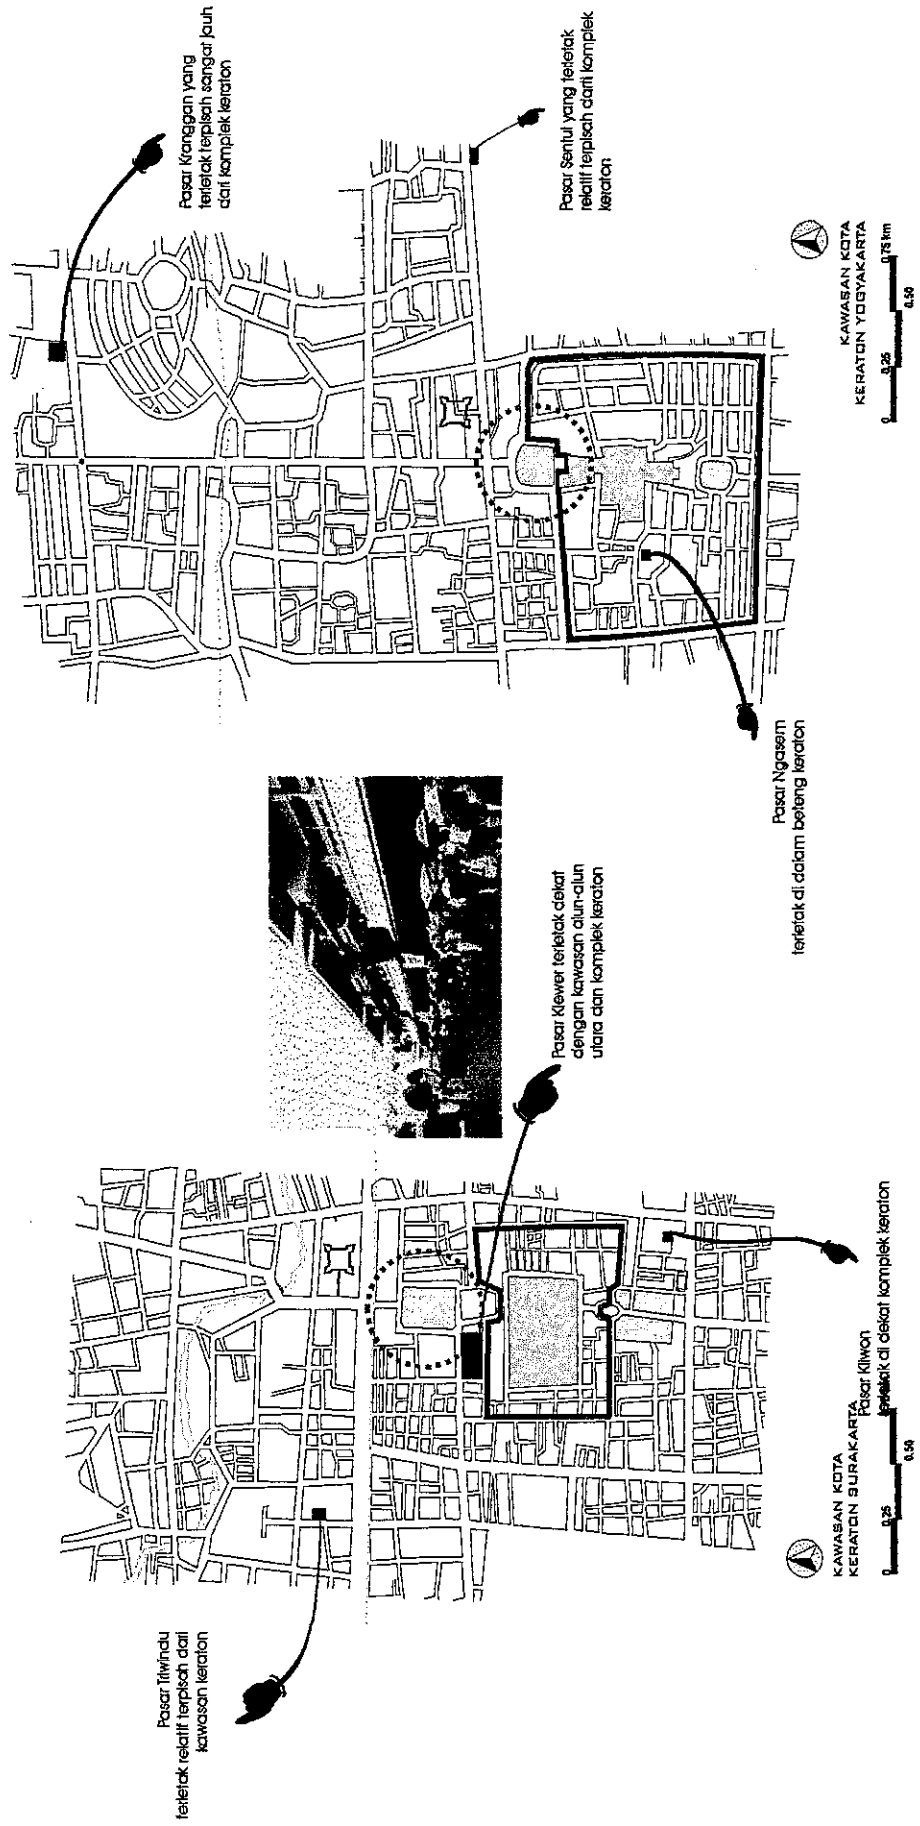 Pasar Triwindu
terletak relatif terpisah dari
kawasan keraton
Pasar Klewer terletak dekat
dengan kawasan alun-alun
utara dan komplek keraton
Pasar Kliwon
terletak di dekat komplek keraton
KAWASAN KOTA
KERATON SURAKARTA
0 0.25 0.50
Pasar Kranggan yang
terletak terpisah sangat jauh
dari komplek keraton
Pasar Sentul yang terletak
relatif terpisah darli komplek
keraton
Pasar Ngasem
terletak di dalam beteng keraton
KAWASAN KOTA
KERATON YOGYAKARTA
0 0.25 0.50 0.75 km